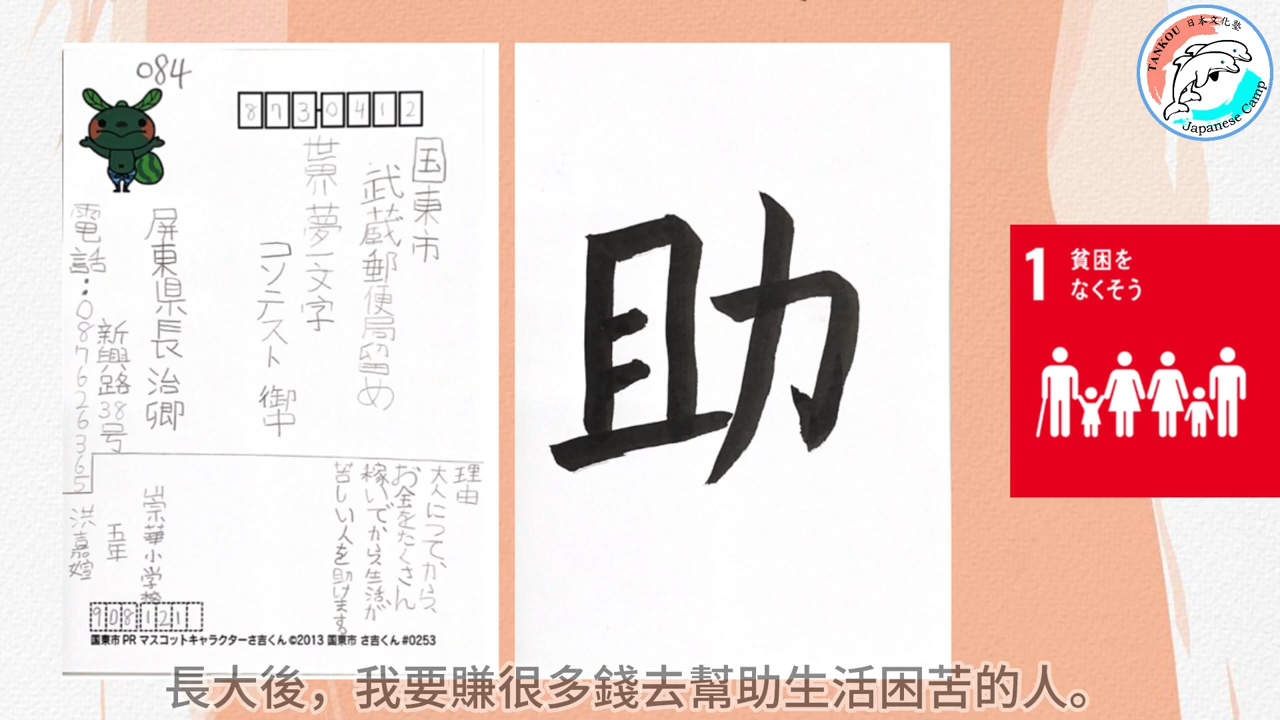 084
873-0412
国東市
武蔵郵便局留め
世界夢一文字
コンテスト 御中
屏東県長治郷
新興路38号
電話:0876263365
理由
大人につて、から、
お金をたくさん
稼いでから生活が
苦しい人を助けます。
崇華小学校
五年
洪嘉媗
908121
国東市 PR マスコットキャラクターさ吉くん ©2013 国東市 さ吉くん #0253
助
TANKOU 日本文化塾
Japanese Camp
1 貧困を
なくそう
長大後，我要賺很多錢去幫助生活困苦的人。